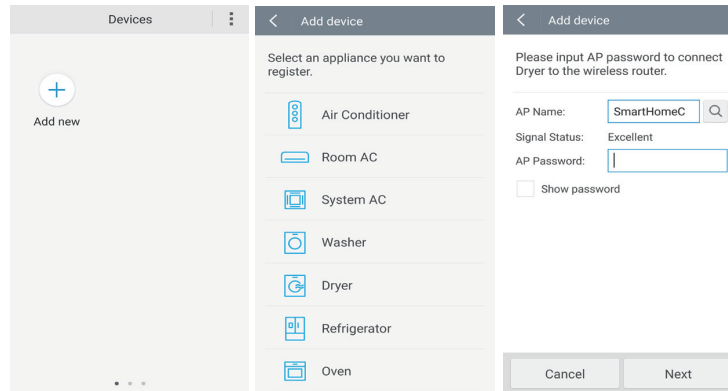 Devices
Add new
Add device
Select an appliance you want to
register.
Air Conditioner
Room AC
System AC
Washer
Dryer
Refrigerator
Oven
Add device
Please input AP password to connect
Dryer to the wireless router.
AP Name: SmartHomeC
Signal Status: Excellent
AP Password:
Show password
Cancel Next